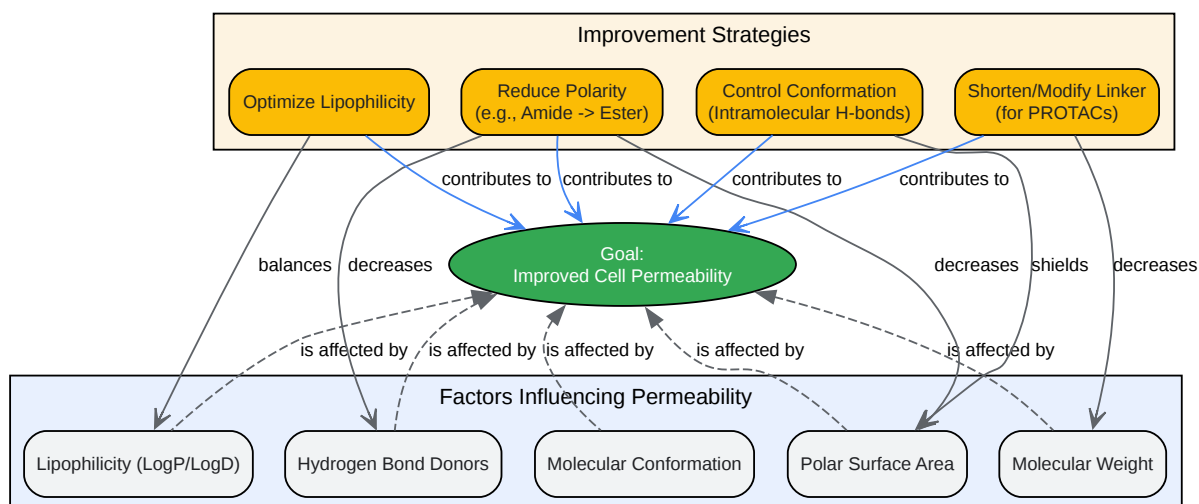 Improvement Strategies
Optimize Lipophilicity
Reduce Polarity
(e.g., Amide -> Ester)
Control Conformation
(Intramolecular H-bonds)
Shorten/Modify Linker
(for PROTACs)
contributes to
contributes to
contributes to
contributes to
Goal:
Improved Cell Permeability
balances
decreases
decreases
shields
decreases
is affected by
is affected by
is affected by
is affected by
is affected by
Factors Influencing Permeability
Lipophilicity (LogP/LogD)
Hydrogen Bond Donors
Molecular Conformation
Polar Surface Area
Molecular Weight